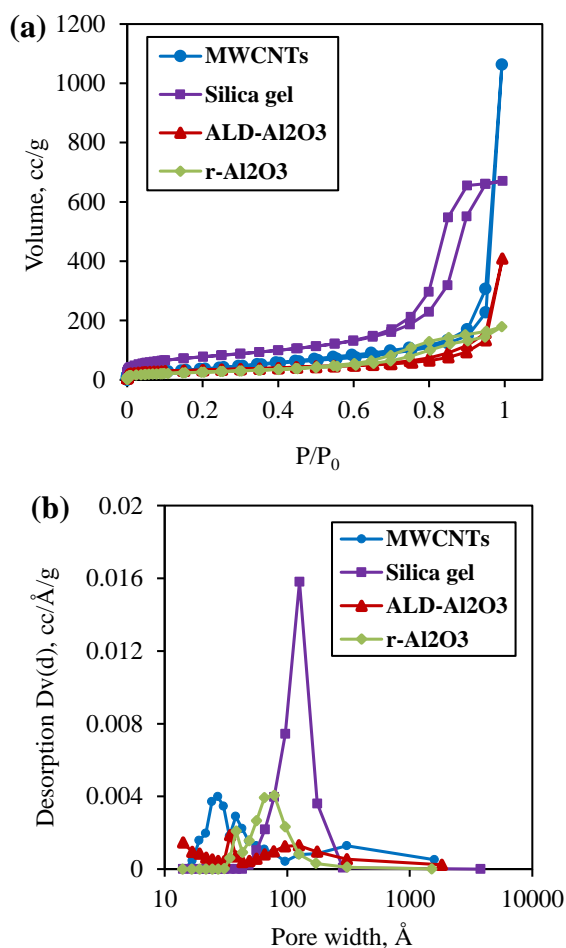 (a)
1200
1000
800
600
400
200
0
Volume, cc/g
MWCNTs
Silica gel
ALD-Al2O3
r-Al2O3
0 0.2 0.4 0.6 0.8 1
P/P₀
(b)
0.02
0.016
0.012
0.008
0.004
0
Desorption Dv(d), cc/Å/g
MWCNTs
Silica gel
ALD-Al2O3
r-Al2O3
10 100 1000 10000
Pore width, Å